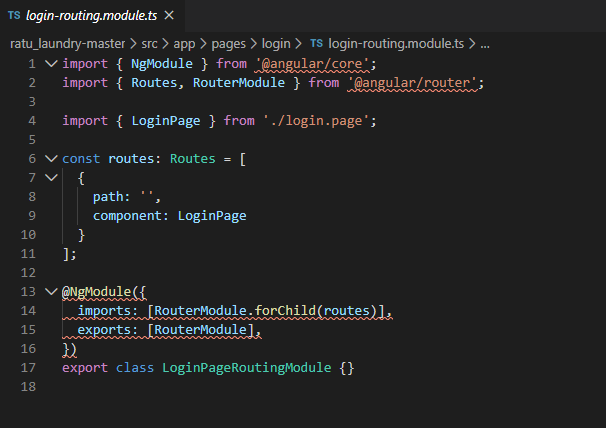 TS login-routing.module.ts ×
ratu_laundry-master > src > app > pages > login > TS login-routing.module.ts > ...
1 import { NgModule } from '@angular/core';
2 import { Routes, RouterModule } from '@angular/router';
3
4 import { LoginPage } from './login.page';
5
6 const routes: Routes = [
7   {
8     path: '',
9     component: LoginPage
10   }
11 ];
12
13 @NgModule({
14   imports: [RouterModule.forChild(routes)],
15   exports: [RouterModule],
16 })
17 export class LoginPageRoutingModule {}
18